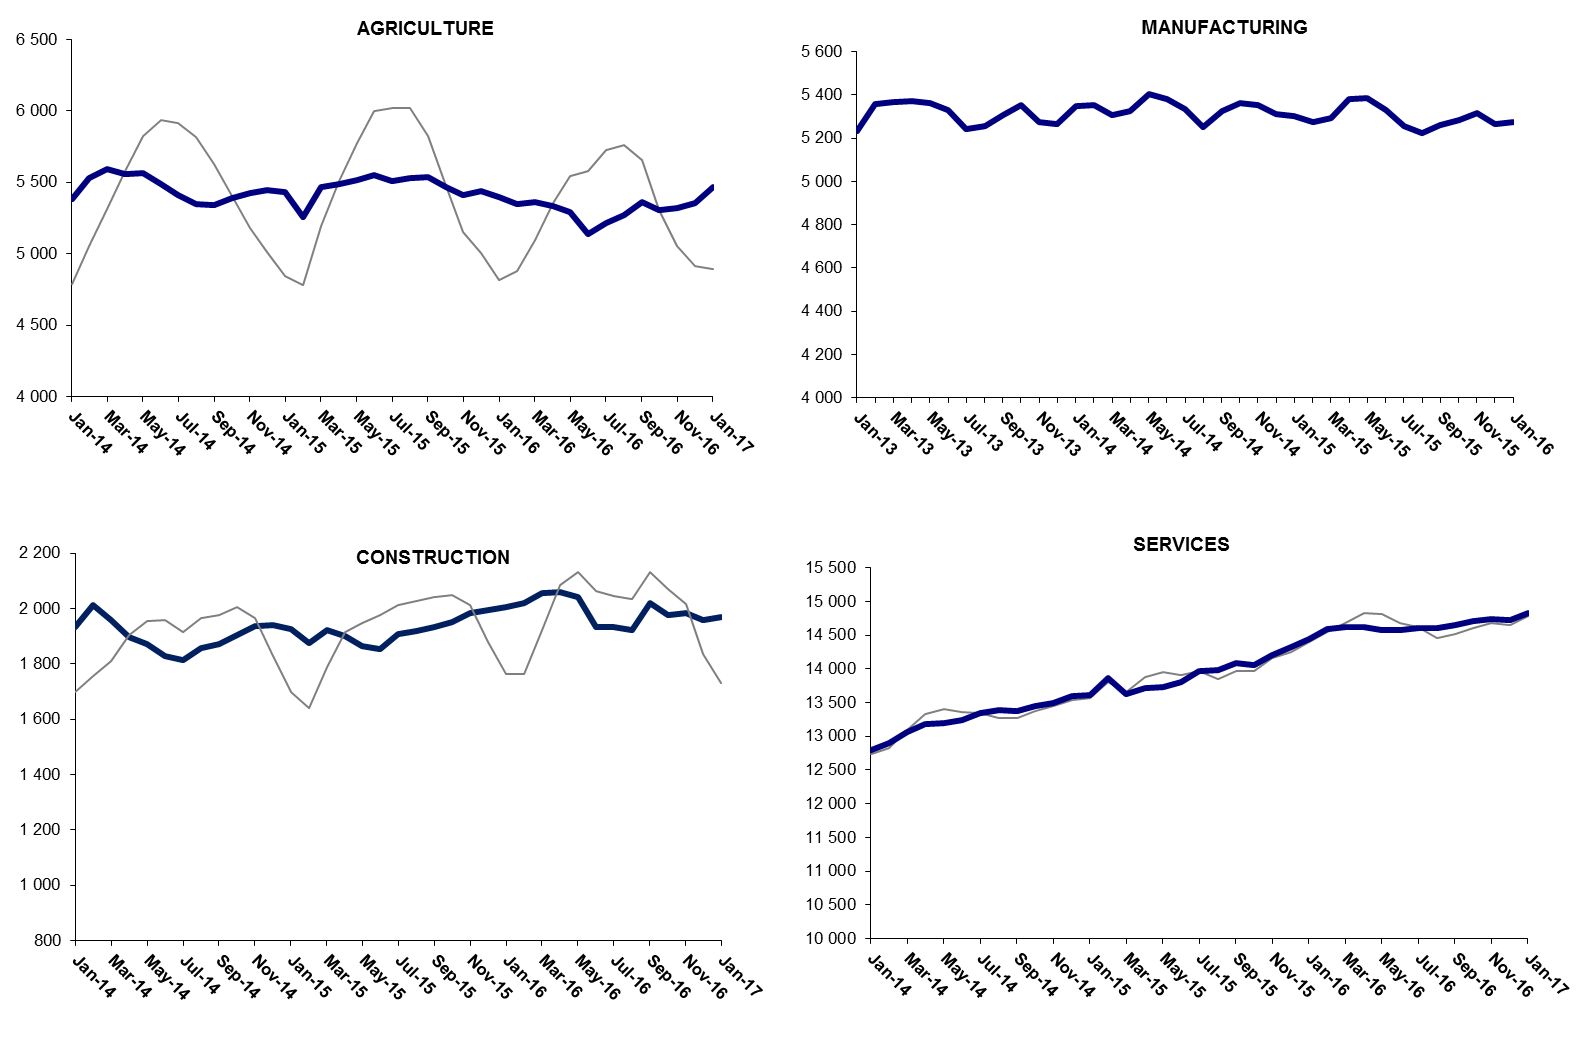 AGRICULTURE
6 500
6 000
5 500
5 000
4 500
4 000
Jan-14
Mar-14
May-14
Jul-14
Sep-14
Nov-14
Jan-15
Mar-15
May-15
Jul-15
Sep-15
Nov-15
Jan-16
Mar-16
May-16
Jul-16
Sep-16
Nov-16
Jan-17
MANUFACTURING
5 600
5 400
5 200
5 000
4 800
4 600
4 400
4 200
4 000
Jan-13
Mar-13
May-13
Jul-13
Sep-13
Nov-13
Jan-14
Mar-14
May-14
Jul-14
Sep-14
Nov-14
Jan-15
Mar-15
May-15
Jul-15
Sep-15
Nov-15
Jan-16
CONSTRUCTION
2 200
2 000
1 800
1 600
1 400
1 200
1 000
800
Jan-14
Mar-14
May-14
Jul-14
Sep-14
Nov-14
Jan-15
Mar-15
May-15
Jul-15
Sep-15
Nov-15
Jan-16
Mar-16
May-16
Jul-16
Sep-16
Nov-16
Jan-17
SERVICES
15 500
15 000
14 500
14 000
13 500
13 000
12 500
12 000
11 500
11 000
10 500
10 000
Jan-14
Mar-14
May-14
Jul-14
Sep-14
Nov-14
Jan-15
Mar-15
May-15
Jul-15
Sep-15
Nov-15
Jan-16
Mar-16
May-16
Jul-16
Sep-16
Nov-16
Jan-17